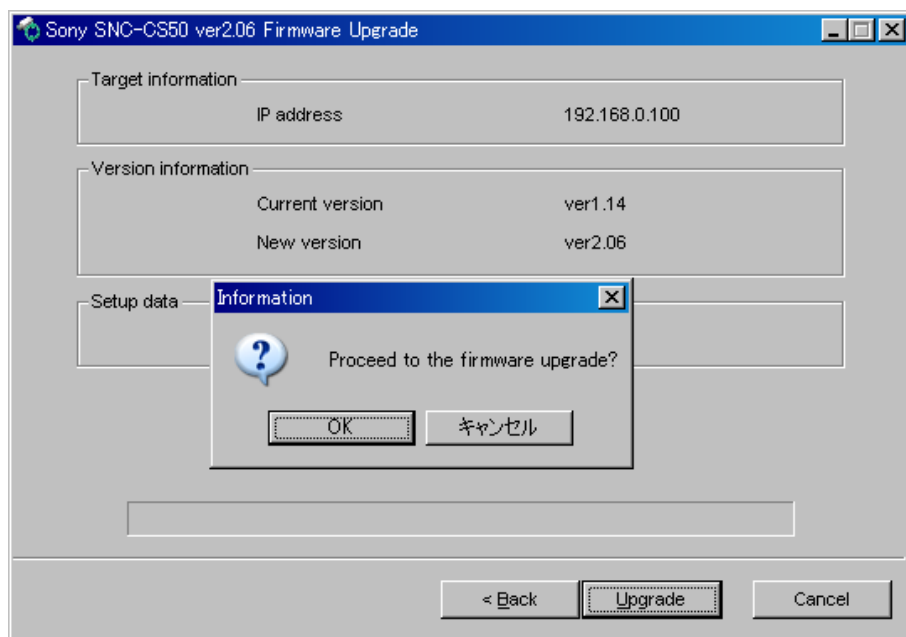 Sony SNC-CS50 ver2.06 Firmware Upgrade
Target information
IP address 192.168.0.100
Version information
Current version ver1.14
New version ver2.06
Setup data
Information
Proceed to the firmware upgrade?
OK キャンセル
< Back Upgrade Cancel